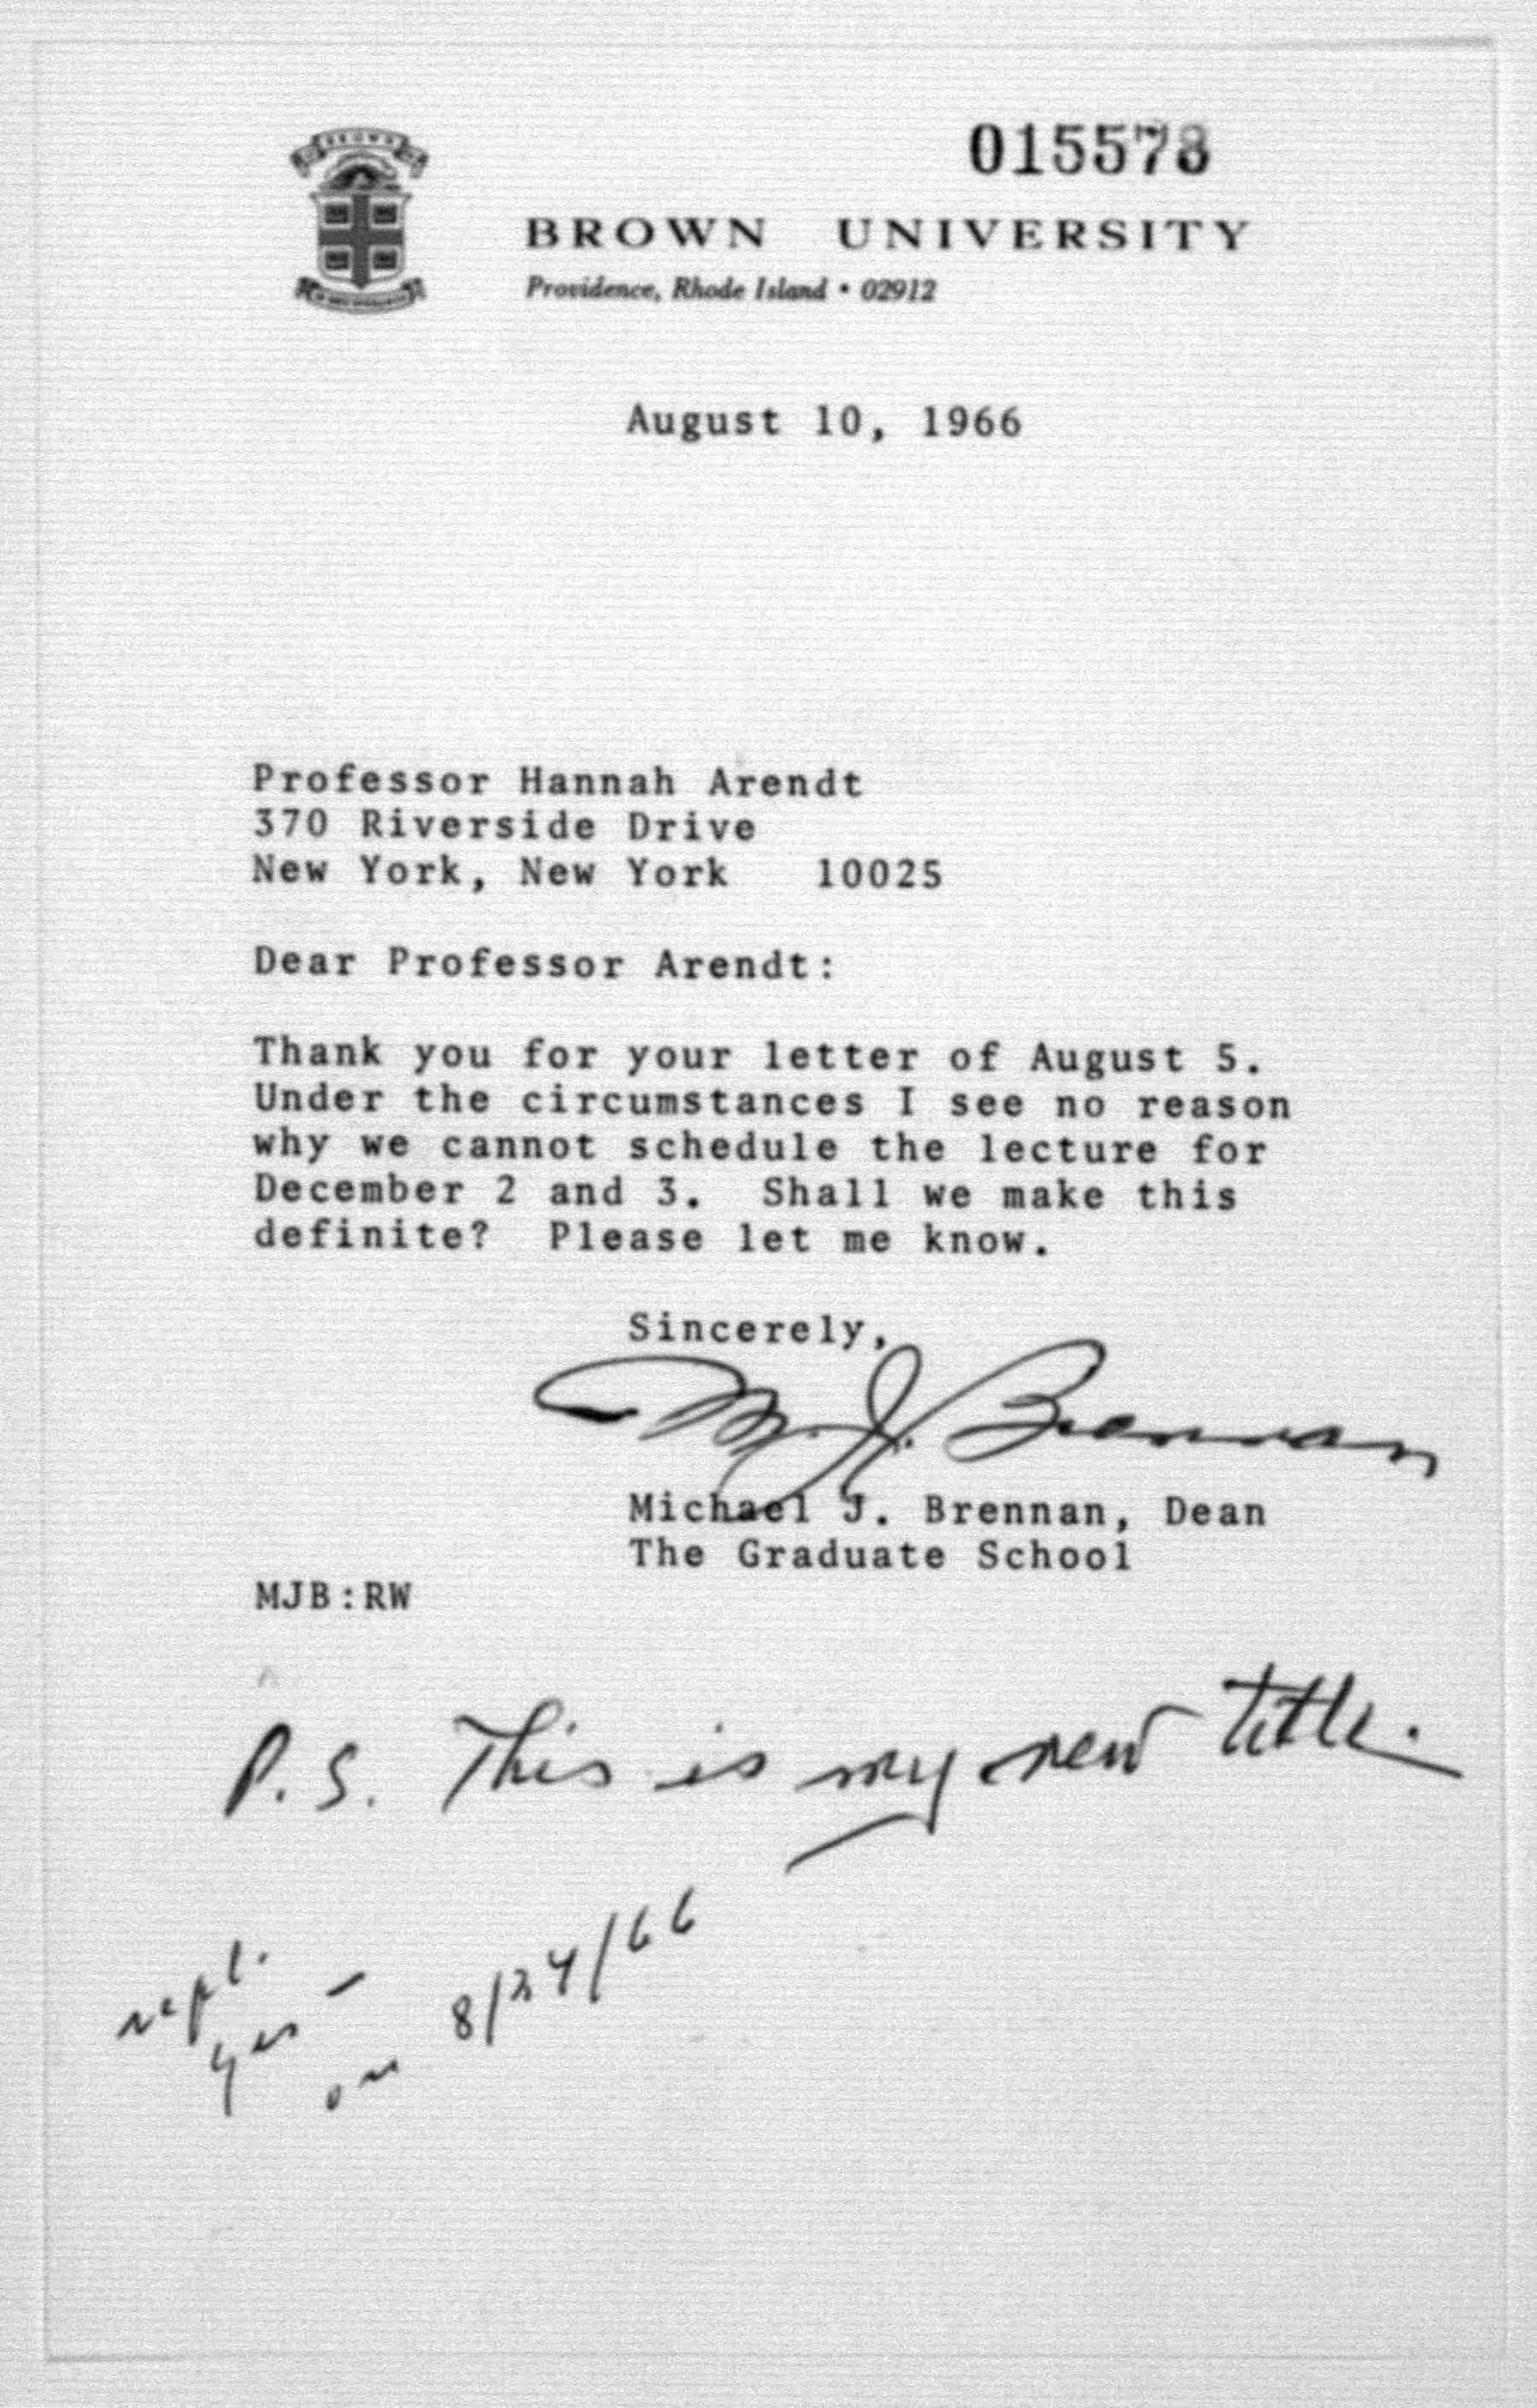 015578
BROWN
BROWN UNIVERSITY
Providence, Rhode Island • 02912
August 10, 1966
Professor Hannah Arendt
370 Riverside Drive
New York, New York 10025
Dear Professor Arendt:
Thank you for your letter of August 5.
Under the circumstances I see no reason
why we cannot schedule the lecture for
December 2 and 3. Shall we make this
definite? Please let me know.
Sincerely,
M. J. Brennan
Michael J. Brennan, Dean
The Graduate School
MJB:RW
P.S. This is my new title.
repl.
yes –
on 8/24/66